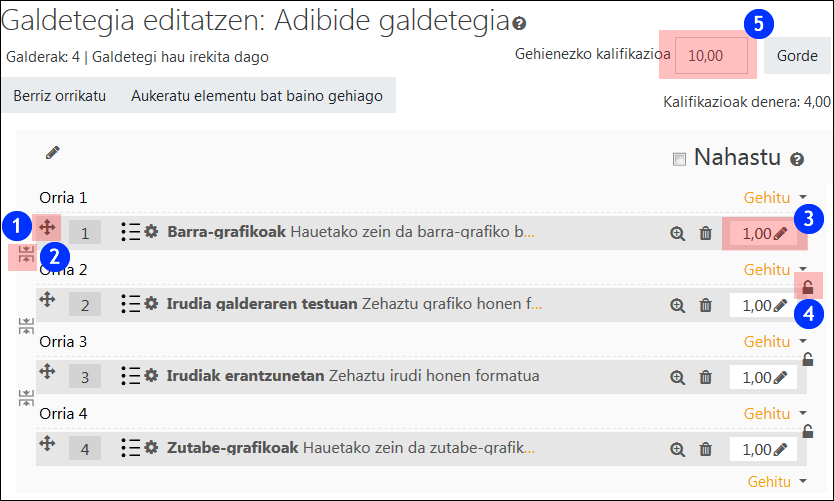 Galdetegia editatzen: Adibide galdetegia
5
Galderak: 4 | Galdetegi hau irekita dago
Gehienezko kalifikazioa 10,00 Gorde
Berriz orrikatu Aukeratu elementu bat baino gehiago
Kalifikazioak denera: 4,00
Nahastu
Orria 1 Gehitu
1 1 Barra-grafikoak Hauetako zein da barra-grafiko b... 1,00 3
2
Orria 2 Gehitu
2 Irudia galderaren testuan Zehaztu grafiko honen f... 1,00 4
Orria 3 Gehitu
3 Irudiak erantzunetan Zehaztu irudi honen formatua 1,00
Orria 4 Gehitu
4 Zutabe-grafikoak Hauetako zein da zutabe-grafik... 1,00
Gehitu